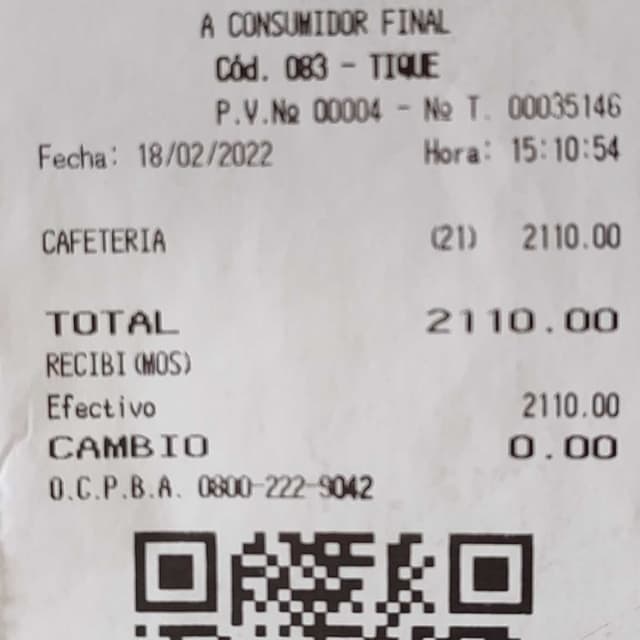 A CONSUMIDOR FINAL
Cód. 083 - TIQUE
P.V.Nº 00004 - Nº T. 00035146
Fecha: 18/02/2022 Hora: 15:10:54
CAFETERIA (21) 2110.00
TOTAL 2110.00
RECIBI(MOS)
Efectivo 2110.00
CAMBIO 0.00
O.C.P.B.A. 0800-222-9042